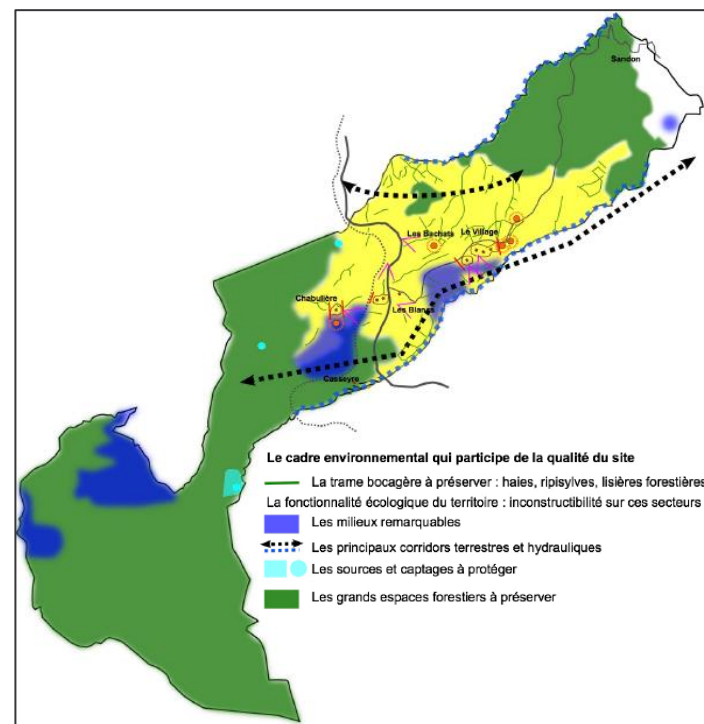 Sandon
Les Bachats
Le Village
Chabulière
Les Blancs
Casseyre
Le cadre environnemental qui participe de la qualité du site
La trame bocagère à préserver : haies, ripisylves, lisières forestières
La fonctionnalité écologique du territoire : inconstructibilité sur ces secteurs
Les milieux remarquables
Les principaux corridors terrestres et hydrauliques
Les sources et captages à protéger
Les grands espaces forestiers à préserver